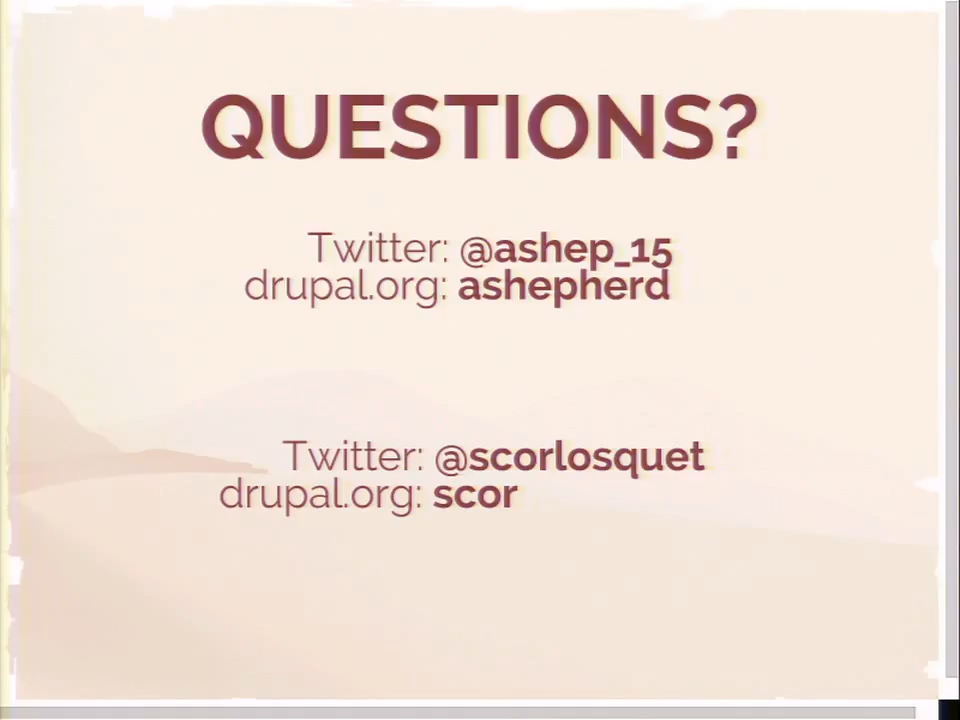 QUESTIONS?
Twitter: @ashep_15
drupal.org: ashepherd
Twitter: @scorlosquet
drupal.org: scor